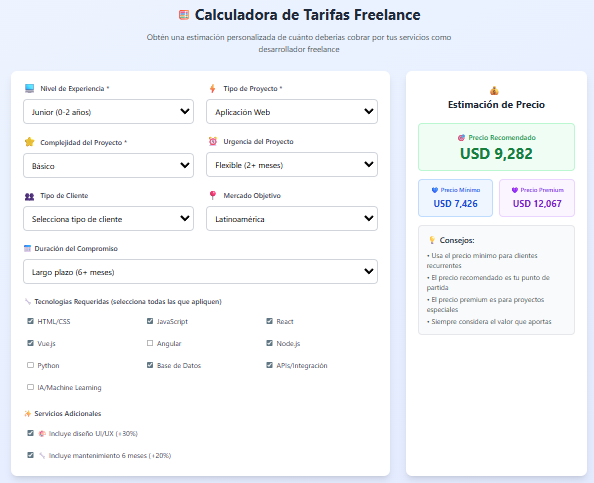 Calculadora de Tarifas Freelance
Obtén una estimación personalizada de cuánto deberías cobrar por tus servicios como
desarrollador freelance
Nivel de Experiencia *
Tipo de Proyecto *
Junior (0-2 años)
Aplicación Web
Complejidad del Proyecto *
Urgencia del Proyecto
Básico
Flexible (2+ meses)
Tipo de Cliente
Mercado Objetivo
Selecciona tipo de cliente
Latinoamérica
Duración del Compromiso
Largo plazo (6+ meses)
Tecnologías Requeridas (selecciona todas las que apliquen)
HTML/CSS
JavaScript
React
Vue.js
Angular
Node.js
Python
Base de Datos
APIs/Integración
IA/Machine Learning
Servicios Adicionales
Incluye diseño UI/UX (+30%)
Incluye mantenimiento 6 meses (+20%)
Estimación de Precio
Precio Recomendado
USD 9,282
Precio Mínimo
USD 7,426
Precio Premium
USD 12,067
Consejos:
• Usa el precio mínimo para clientes
recurrentes
• El precio recomendado es tu punto de
partida
• El precio premium es para proyectos
especiales
• Siempre considera el valor que aportas